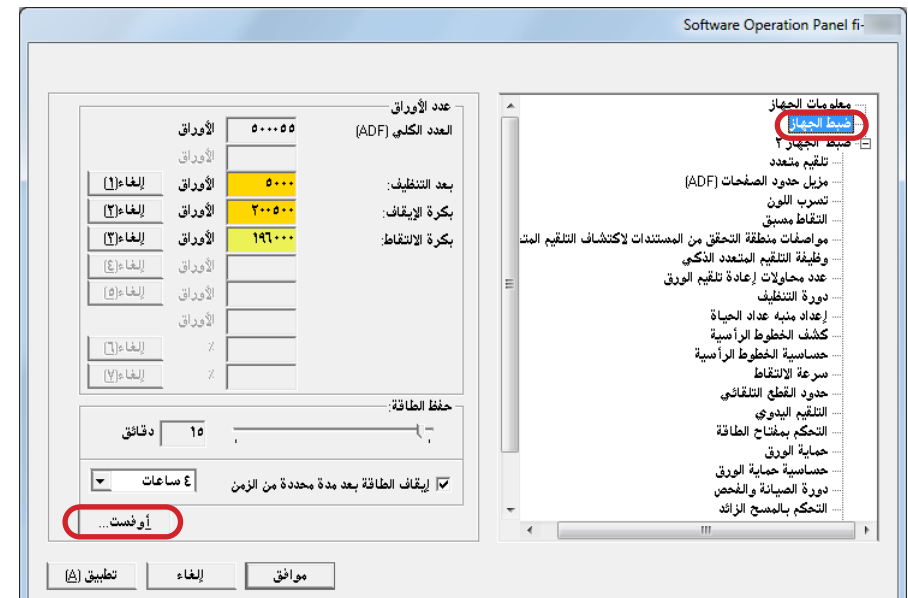 Software Operation Panel fi-
معلومات الجهاز
ضبط الجهاز
ضبط الجهاز ٢
تلقيم متعدد
مزيل حدود الصفحات (ADF)
تسرب اللون
التقاط مسبق
مواصفات منطقة التحقق من المستندات لاكتشاف التلقيم
وظيفة التلقيم المتعدد الذكي
عدد محاولات إعادة تلقيم الورق
دورة التنظيف
إعداد منبه عداد الحياة
كشف الخطوط الرأسية
حساسية الخطوط الرأسية
سرعة الالتقاط
حدود القطع التلقائي
التلقيم اليدوي
التحكم بمفتاح الطاقة
حماية الورق
حساسية حماية الورق
دورة الصيانة والفحص
التحكم بالمسح الزائد
عدد الأوراق
العدد الكلي (ADF) ٥٠٠٠٥٥ الأوراق
الأوراق
بعد التنظيف: ٥٠٠٠ الأوراق إلغاء(١)
بكرة الإيقاف: ٢٠٠٥٠٠ الأوراق إلغاء(٢)
بكرة الالتقاط: ١٩٦٠٠٠ الأوراق إلغاء(٣)
الأوراق إلغاء(٤)
الأوراق إلغاء(٥)
الأوراق
٪ إلغاء(٦)
٪ إلغاء(٧)
حفظ الطاقة:
١٥ دقائق
إيقاف الطاقة بعد مدة محددة من الزمن ٤ ساعات
أوفست...
موافق إلغاء تطبيق (A)